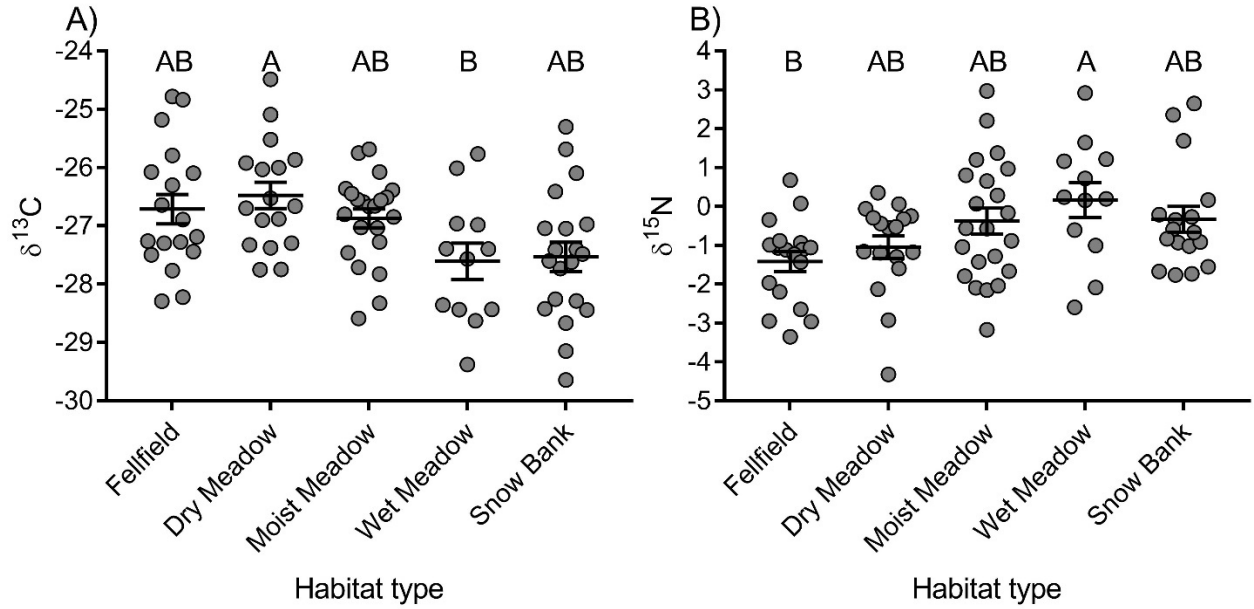 A)
AB A AB B AB
-24
-25
-26
-27
-28
-29
-30
δ13C
Fellfield
Dry Meadow
Moist Meadow
Wet Meadow
Snow Bank
Habitat type
B)
B AB AB A AB
4
3
2
1
0
-1
-2
-3
-4
-5
δ15N
Fellfield
Dry Meadow
Moist Meadow
Wet Meadow
Snow Bank
Habitat type